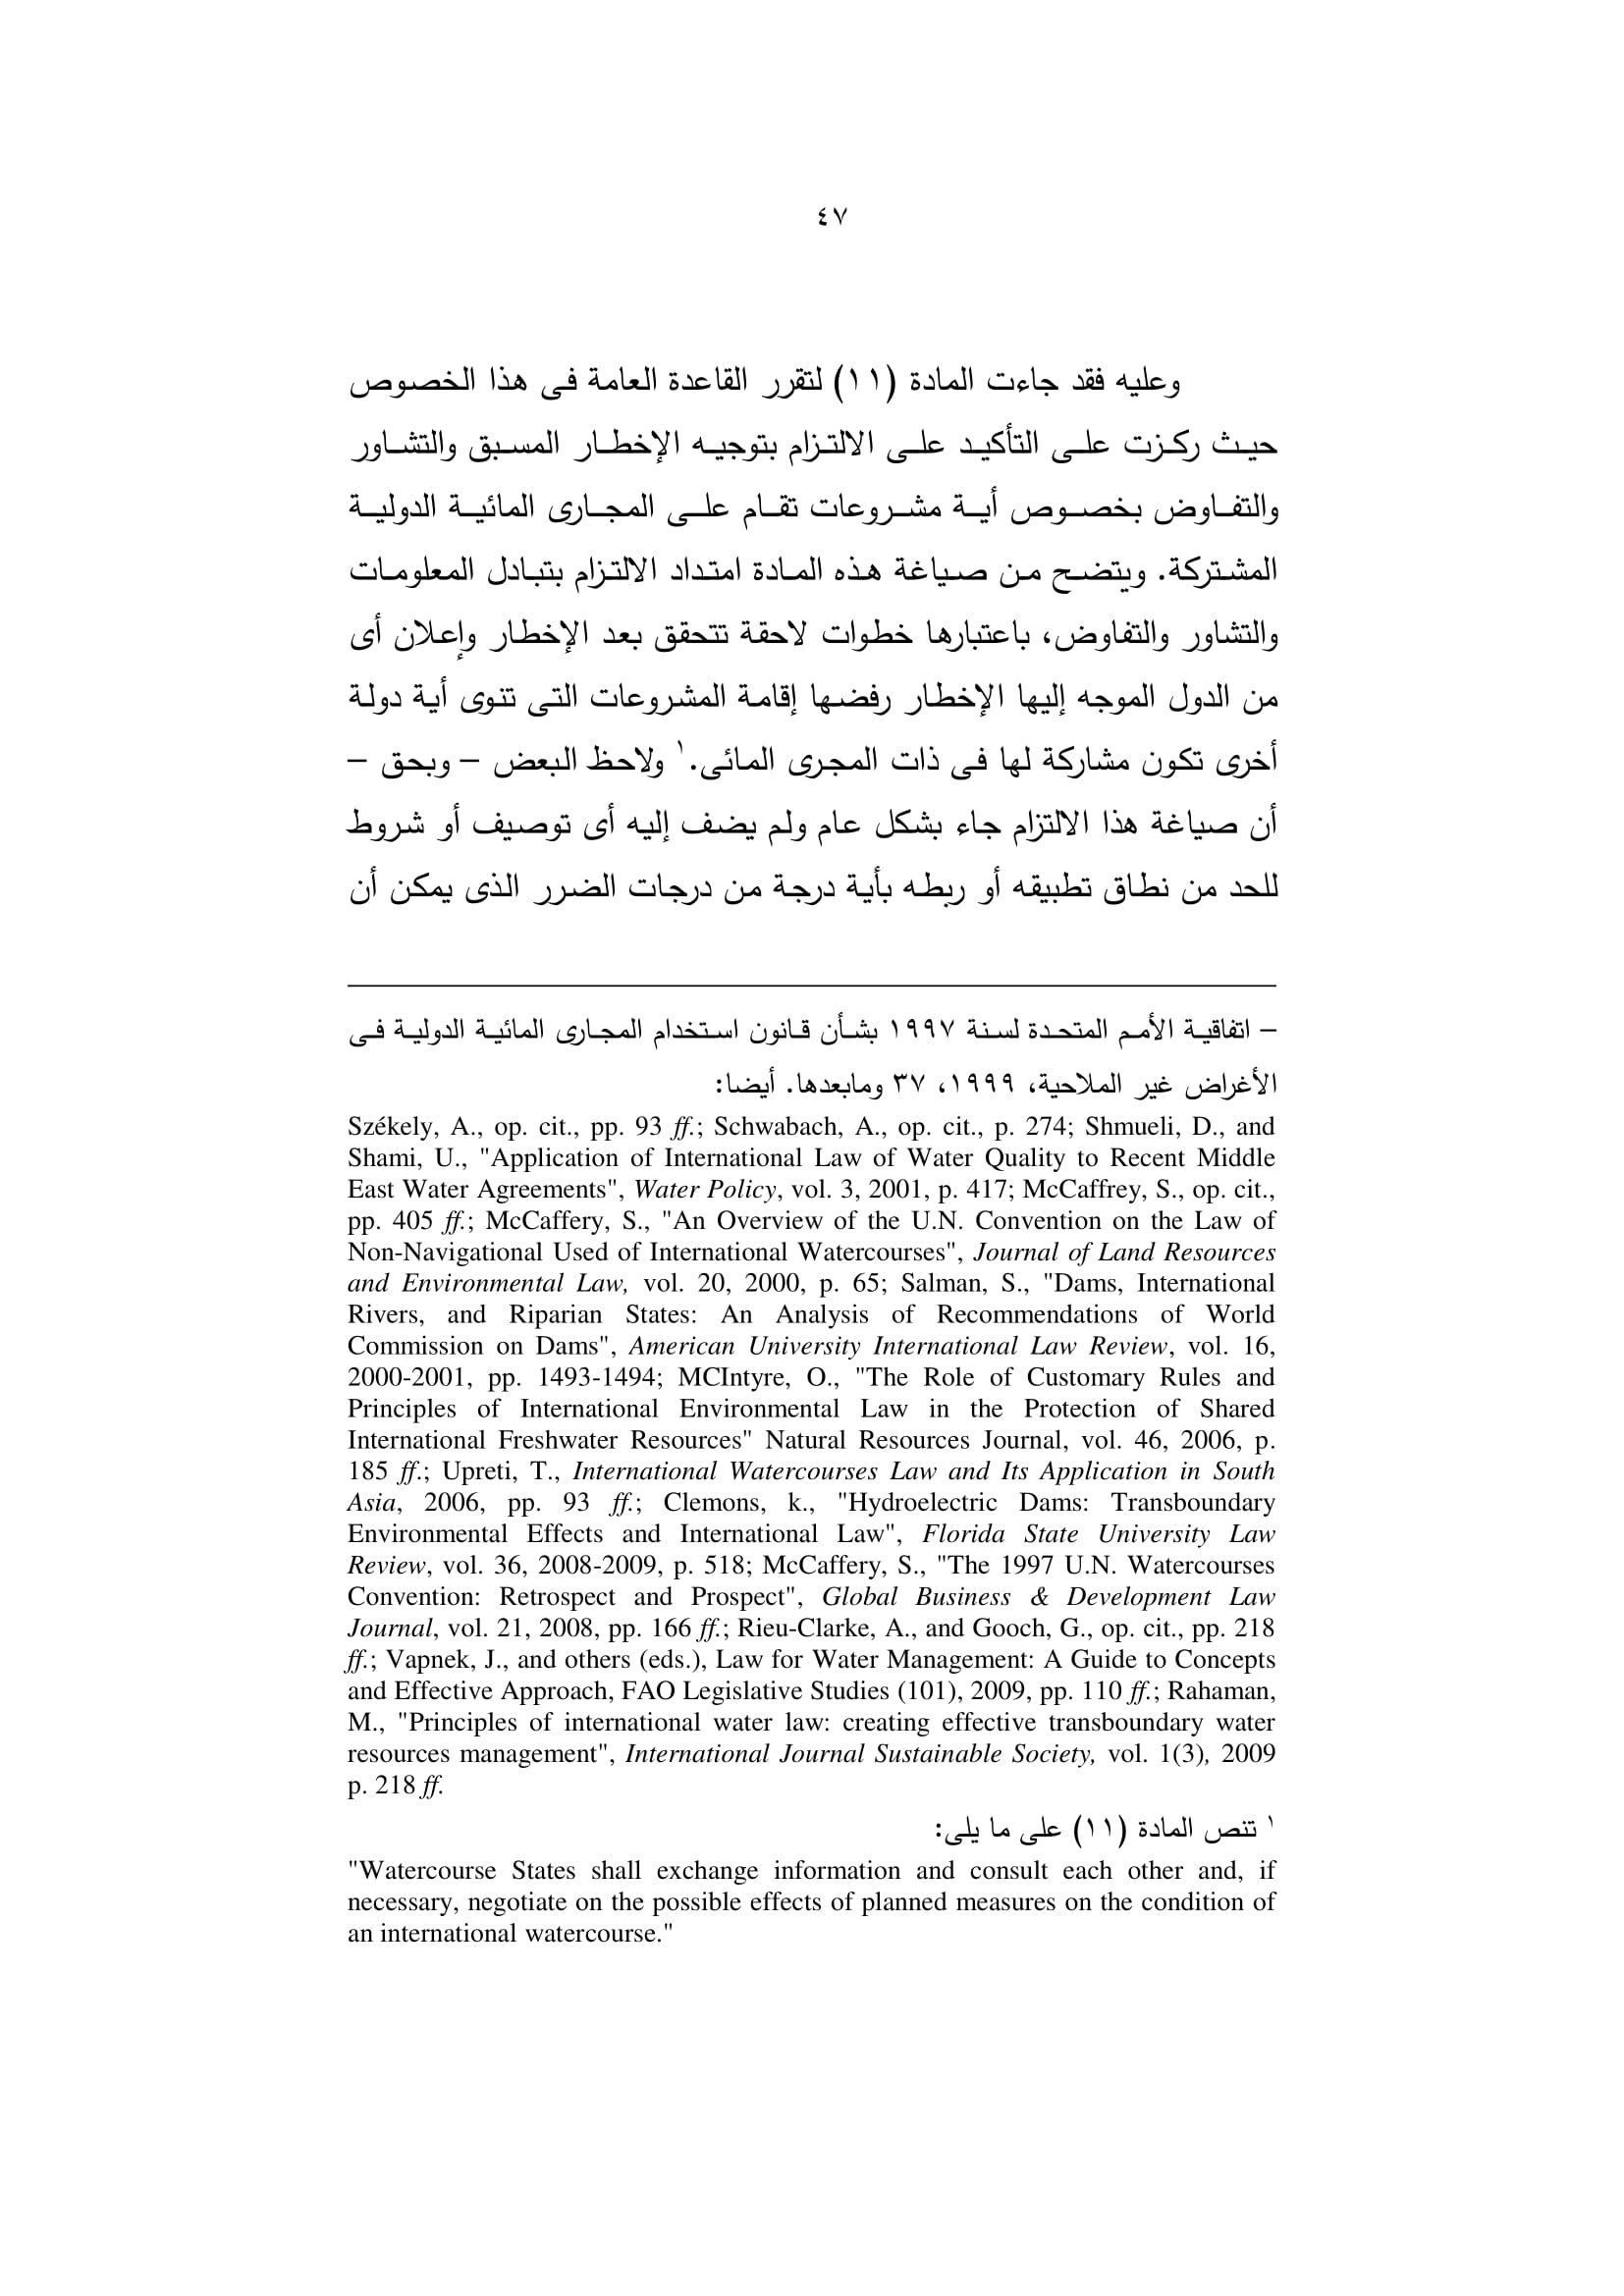 ٤٧
وعليه فقد جاءت المادة (١١) لتقرر القاعدة العامة فى هذا الخصوص
حيث ركزت على التأكيد على الالتزام بتوجيه الإخطار المسبق والتشاور
والتفاوض بخصوص أية مشروعات تقام على المجارى المائية الدولية
المشتركة. ويتضح من صياغة هذه المادة امتداد الالتزام بتبادل المعلومات
والتشاور والتفاوض، باعتبارها خطوات لاحقة تتحقق بعد الإخطار وإعلان أى
من الدول الموجه إليها الإخطار رفضها إقامة المشروعات التى تنوى أية دولة
أخرى تكون مشاركة لها فى ذات المجرى المائى.١ ولاحظ البعض – وبحق –
أن صياغة هذا الالتزام جاء بشكل عام ولم يضف إليه أى توصيف أو شروط
للحد من نطاق تطبيقه أو ربطه بأية درجة من درجات الضرر الذى يمكن أن
– اتفاقية الأمم المتحدة لسنة ١٩٩٧ بشأن قانون استخدام المجارى المائية الدولية فى
الأغراض غير الملاحية، ١٩٩٩، ٣٧ ومابعدها. أيضا:
Székely, A., op. cit., pp. 93 ff.; Schwabach, A., op. cit., p. 274; Shmueli, D., and
Shami, U., "Application of International Law of Water Quality to Recent Middle
East Water Agreements", Water Policy, vol. 3, 2001, p. 417; McCaffrey, S., op. cit.,
pp. 405 ff.; McCaffery, S., "An Overview of the U.N. Convention on the Law of
Non-Navigational Used of International Watercourses", Journal of Land Resources
and Environmental Law, vol. 20, 2000, p. 65; Salman, S., "Dams, International
Rivers, and Riparian States: An Analysis of Recommendations of World
Commission on Dams", American University International Law Review, vol. 16,
2000-2001, pp. 1493-1494; MCIntyre, O., "The Role of Customary Rules and
Principles of International Environmental Law in the Protection of Shared
International Freshwater Resources" Natural Resources Journal, vol. 46, 2006, p.
185 ff.; Upreti, T., International Watercourses Law and Its Application in South
Asia, 2006, pp. 93 ff.; Clemons, k., "Hydroelectric Dams: Transboundary
Environmental Effects and International Law", Florida State University Law
Review, vol. 36, 2008-2009, p. 518; McCaffery, S., "The 1997 U.N. Watercourses
Convention: Retrospect and Prospect", Global Business & Development Law
Journal, vol. 21, 2008, pp. 166 ff.; Rieu-Clarke, A., and Gooch, G., op. cit., pp. 218
ff.; Vapnek, J., and others (eds.), Law for Water Management: A Guide to Concepts
and Effective Approach, FAO Legislative Studies (101), 2009, pp. 110 ff.; Rahaman,
M., "Principles of international water law: creating effective transboundary water
resources management", International Journal Sustainable Society, vol. 1(3), 2009
p. 218 ff.
١ تنص المادة (١١) على ما يلى:
"Watercourse States shall exchange information and consult each other and, if
necessary, negotiate on the possible effects of planned measures on the condition of
an international watercourse."